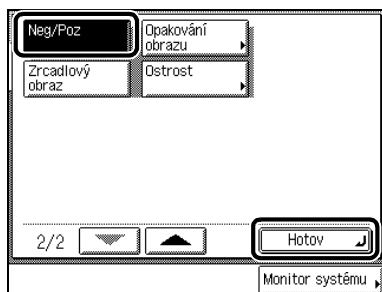 Neg/Poz
Opakování
obrazu
Zrcadlový
obraz
Ostrost
2/2
Hotov
Monitor systému